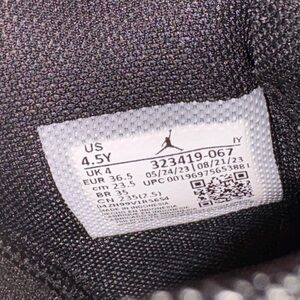 US
4.5Y
IY
UK 4
323419-067
EUR 36.5
05/24/23 | 08/21/23
cm 23.5
UPC 00196975653881
BR 35
CN 235(2.5)